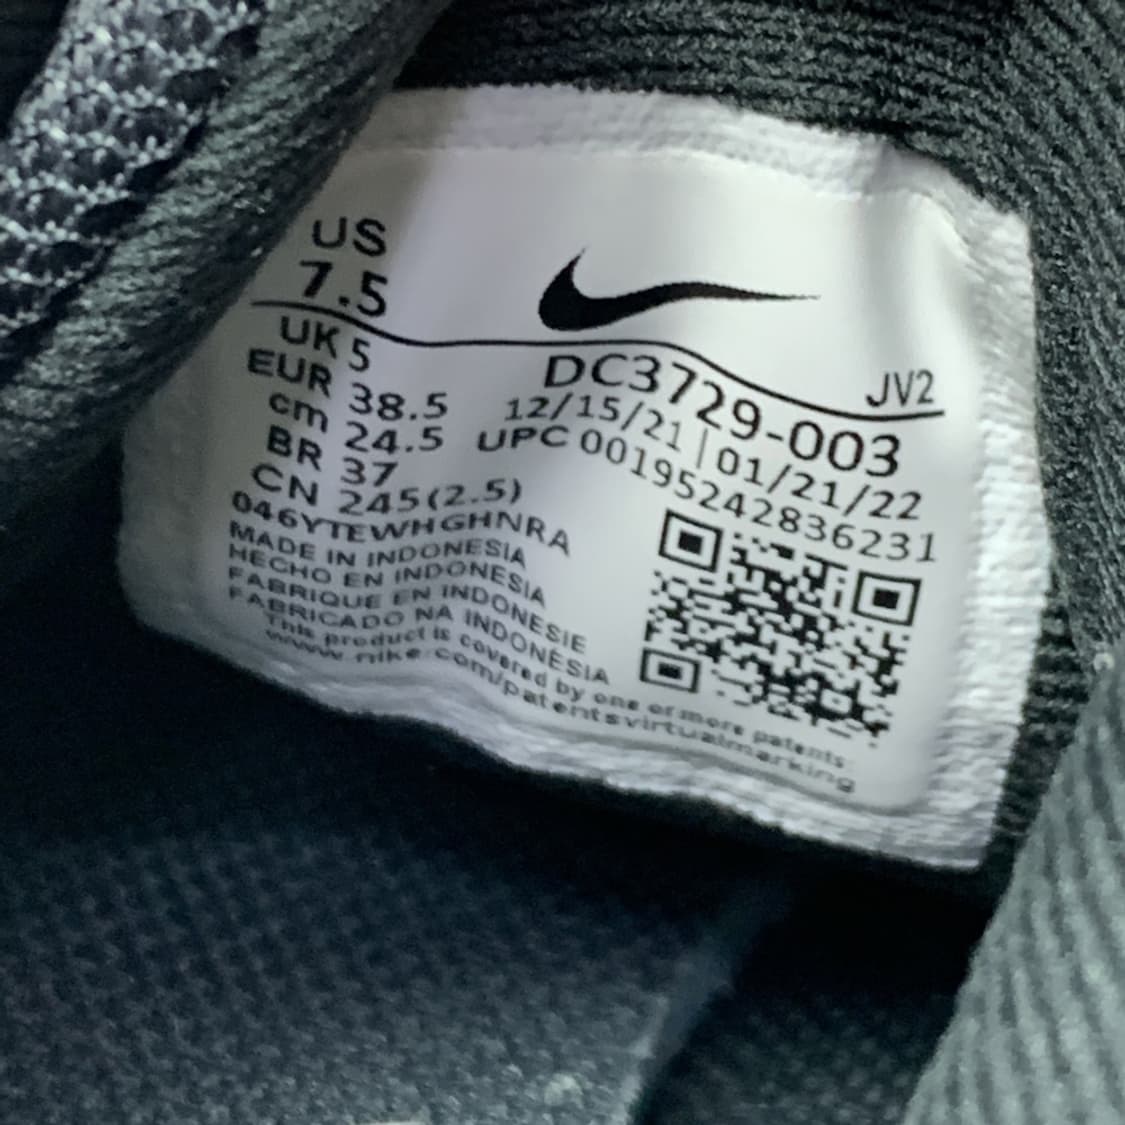 US
7.5
UK 5
EUR 38.5
cm 24.5
BR 37
CN 245(2.5)
JV2
DC3729-003
12/15/21 | 01/21/22
UPC 00195242836231
046YTEWHGHNRA
MADE IN INDONESIA
HECHO EN INDONESIA
FABRIQUE EN INDONESIE
FABRICADO NA INDONÉSIA
This product is covered by one or more patents
www.nike.com/patentsvirtualmarking